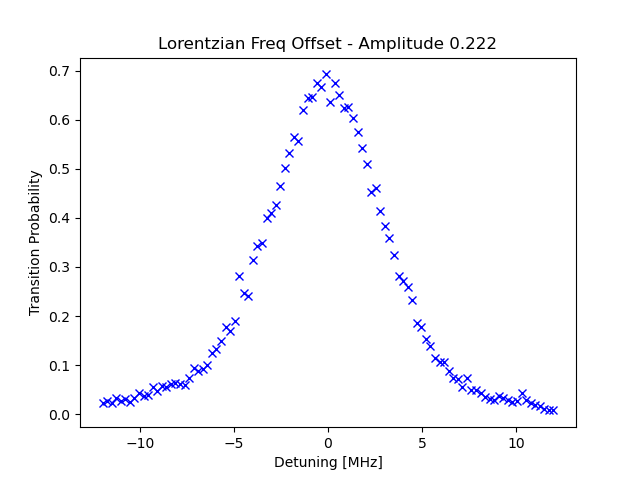 Lorentzian Freq Offset - Amplitude 0.222
0.7
0.6
0.5
0.4
0.3
0.2
0.1
0.0
Transition Probability
−10 −5 0 5 10
Detuning [MHz]